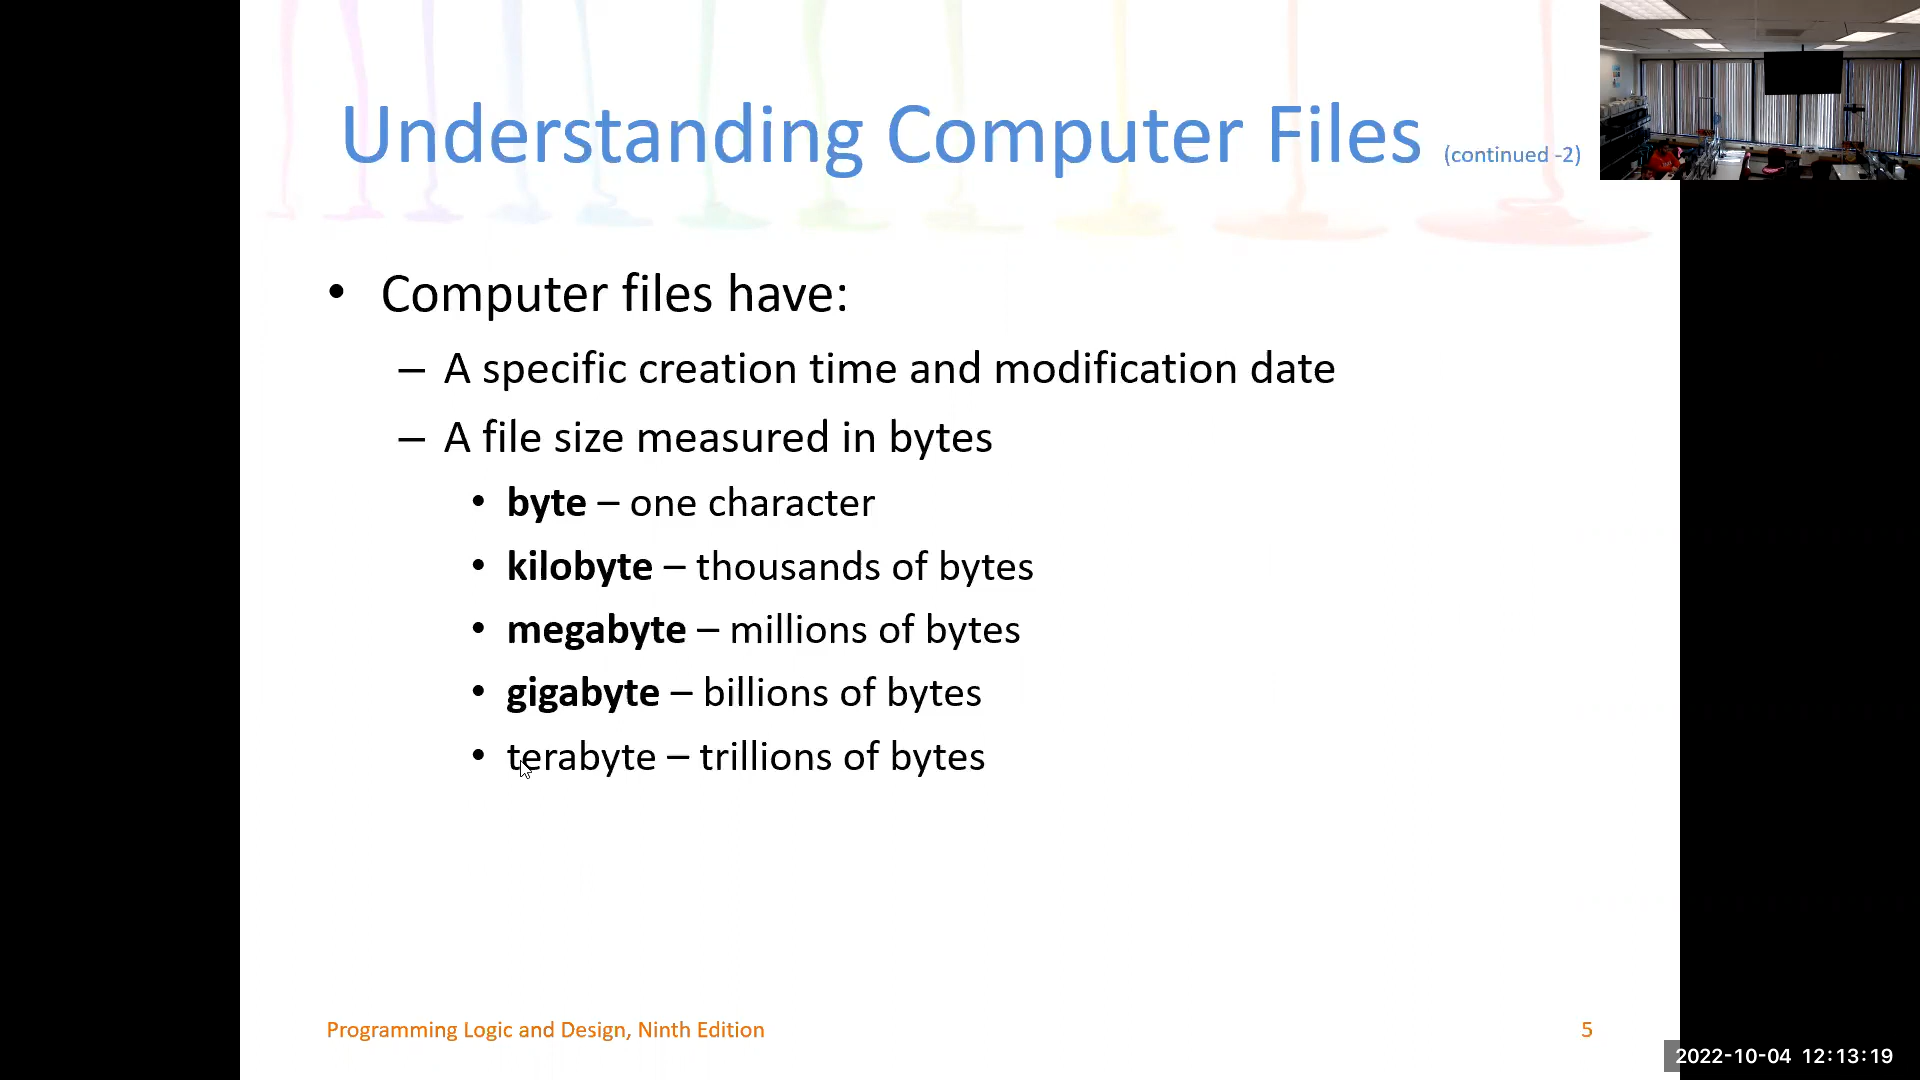 Understanding Computer Files (continued -2)
• Computer files have:
– A specific creation time and modification date
– A file size measured in bytes
• byte – one character
• kilobyte – thousands of bytes
• megabyte – millions of bytes
• gigabyte – billions of bytes
• terabyte – trillions of bytes
Programming Logic and Design, Ninth Edition 5
2022-10-04 12:13:19